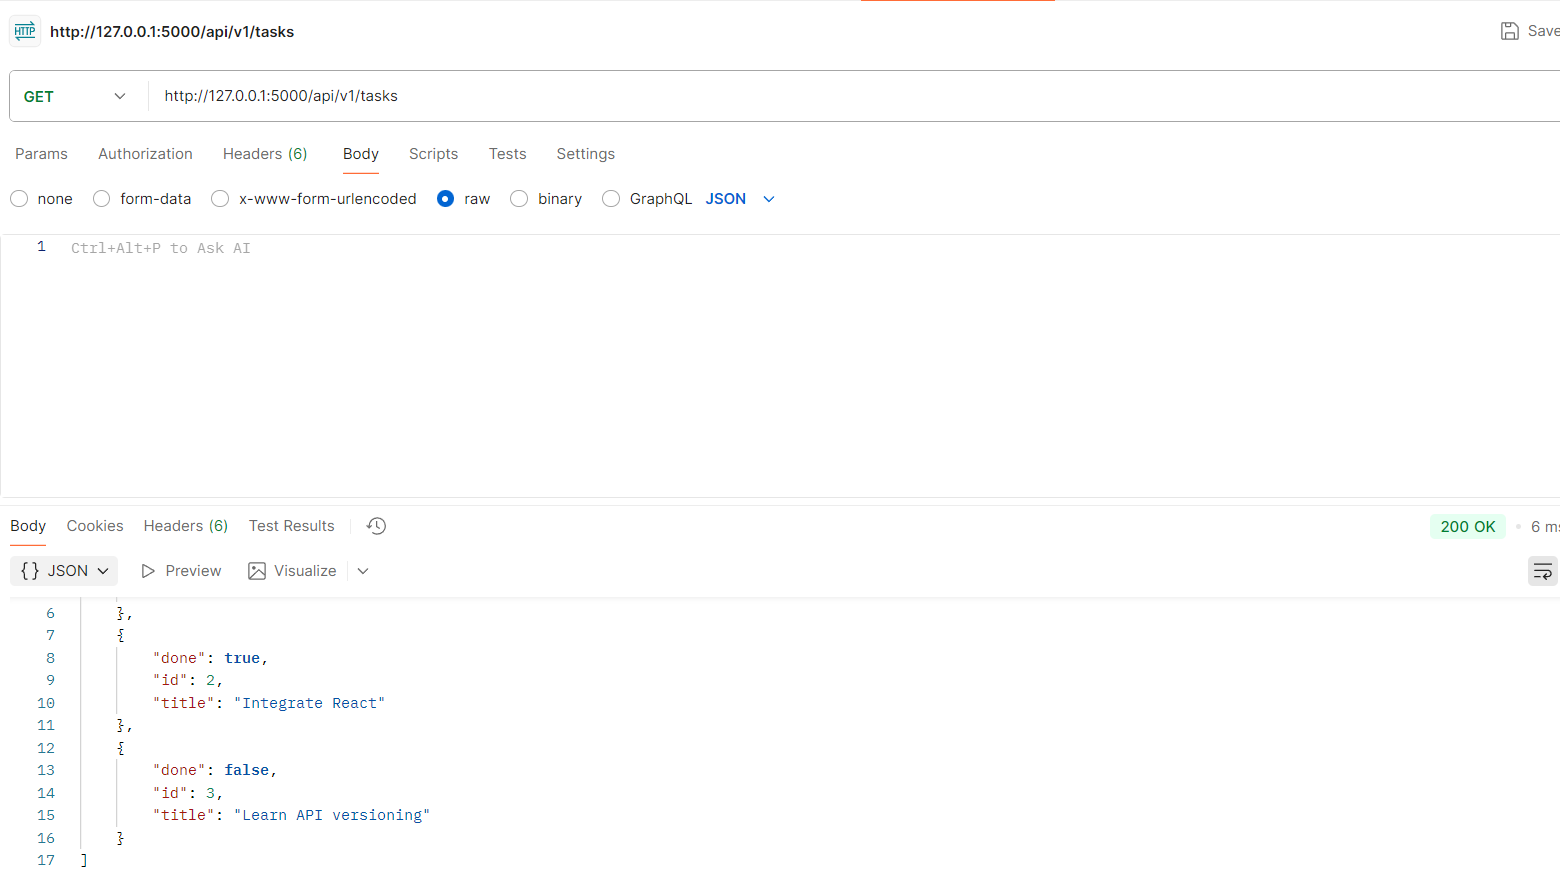 HTTP http://127.0.0.1:5000/api/v1/tasks Save
GET http://127.0.0.1:5000/api/v1/tasks
Params Authorization Headers (6) Body Scripts Tests Settings
none form-data x-www-form-urlencoded raw binary GraphQL JSON
1 Ctrl+Alt+P to Ask AI
Body Cookies Headers (6) Test Results 200 OK 6 ms
{} JSON Preview Visualize
6 },
7 {
8 "done": true,
9 "id": 2,
10 "title": "Integrate React"
11 },
12 {
13 "done": false,
14 "id": 3,
15 "title": "Learn API versioning"
16 }
17 ]